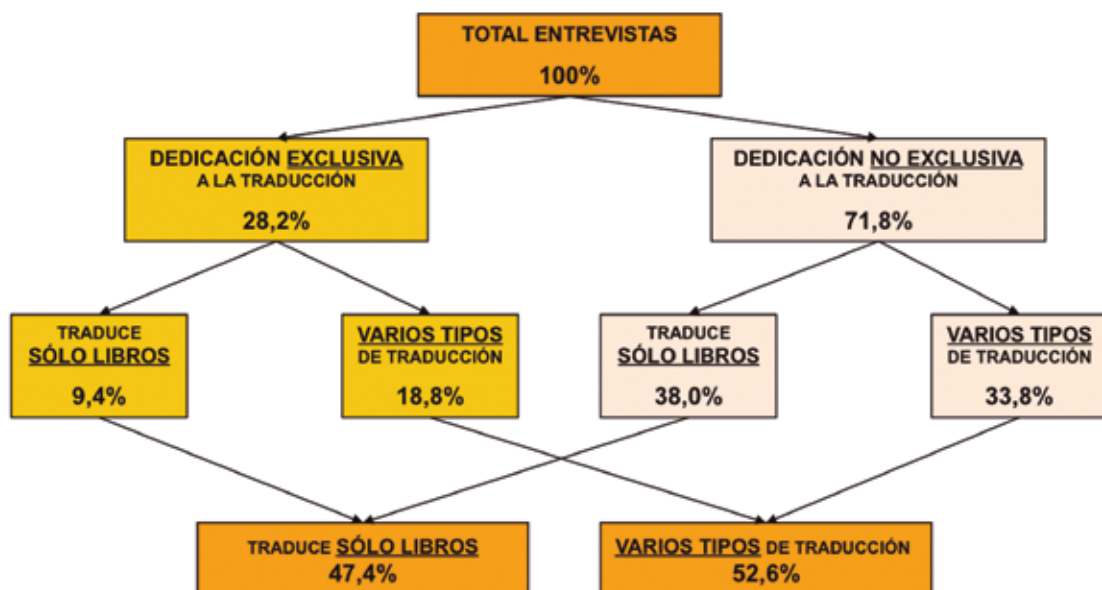 TOTAL ENTREVISTAS
100%
DEDICACIÓN EXCLUSIVA
A LA TRADUCCIÓN
28,2%
DEDICACIÓN NO EXCLUSIVA
A LA TRADUCCIÓN
71,8%
TRADUCE
SÓLO LIBROS
9,4%
VARIOS TIPOS
DE TRADUCCIÓN
18,8%
TRADUCE
SÓLO LIBROS
38,0%
VARIOS TIPOS
DE TRADUCCIÓN
33,8%
TRADUCE SÓLO LIBROS
47,4%
VARIOS TIPOS DE TRADUCCIÓN
52,6%